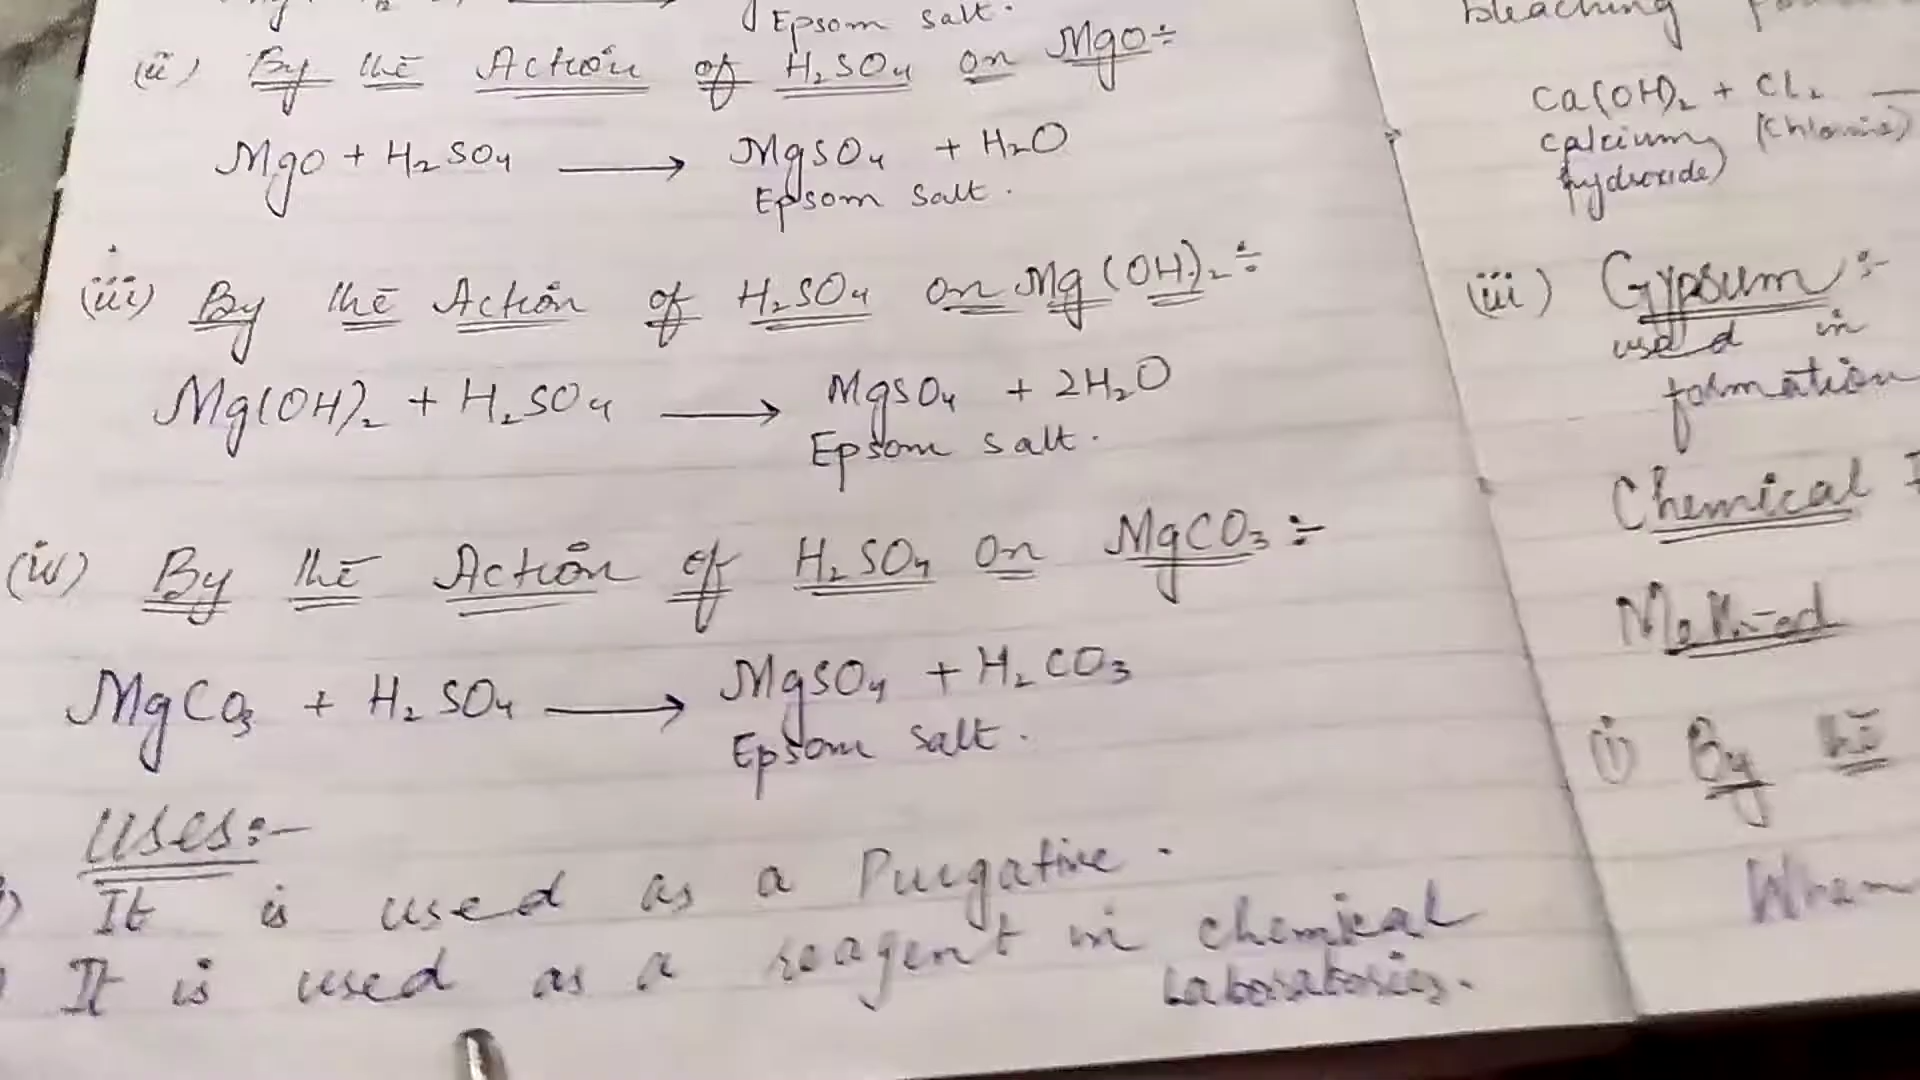 Epsom salt.
(ii) By the Action of H₂SO₄ on MgO÷
MgO + H₂SO₄ ⟶ MgSO₄ + H₂O
Epsom salt.
(iii) By the Action of H₂SO₄ on Mg(OH)₂÷
Mg(OH)₂ + H₂SO₄ ⟶ MgSO₄ + 2H₂O
Epsom salt.
(iv) By the Action of H₂SO₄ on MgCO₃÷
MgCO₃ + H₂SO₄ ⟶ MgSO₄ + H₂CO₃
Epsom salt.
Uses:-
It is used as a Purgative.
It is used as a reagent in chemical
Laboratories.
bleaching
Ca(OH)₂ + Cl₂ —
calcium (Chlorine)
hydroxide)
(iii) Gypsum:-
used in
formation
Chemical
Method
(i) By the
When